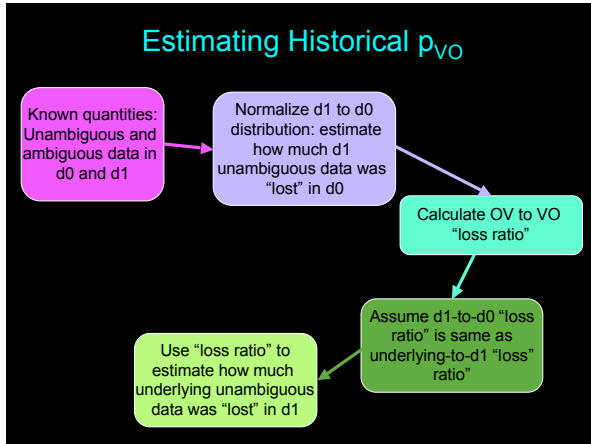 Estimating Historical pVO
Known quantities:
Unambiguous and
ambiguous data in
d0 and d1
Normalize d1 to d0
distribution: estimate
how much d1
unambiguous data was
“lost” in d0
Calculate OV to VO
“loss ratio”
Assume d1-to-d0 “loss
ratio” is same as
underlying-to-d1 “loss”
ratio”
Use “loss ratio” to
estimate how much
underlying unambiguous
data was “lost” in d1